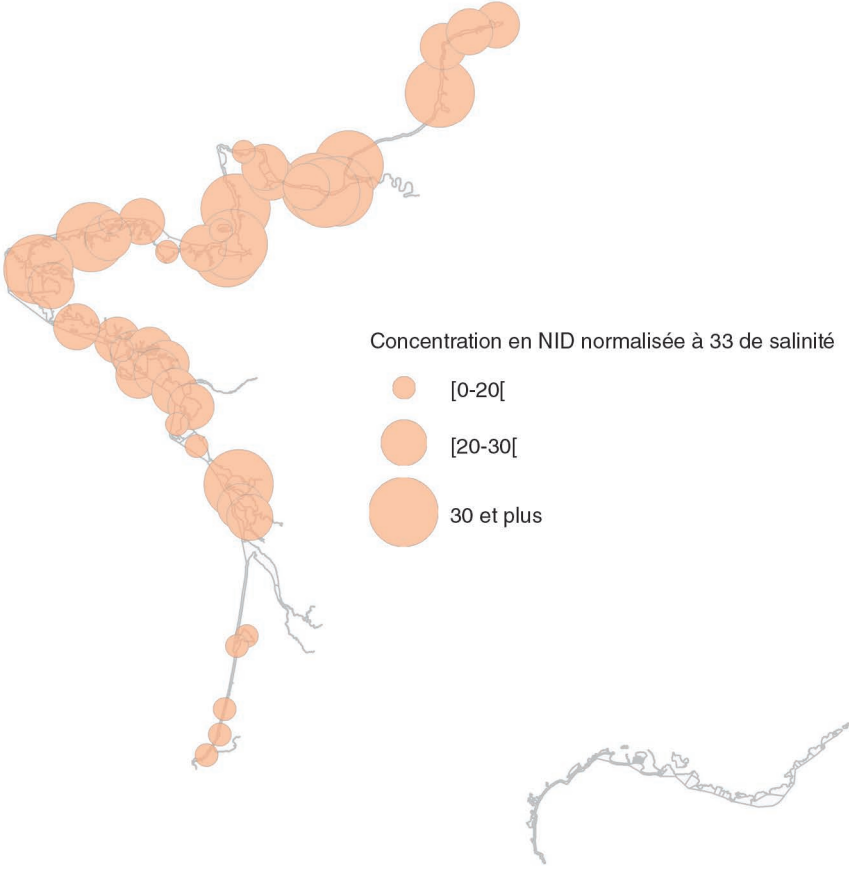 Concentration en NID normalisée à 33 de salinité
[0-20[
[20-30[
30 et plus